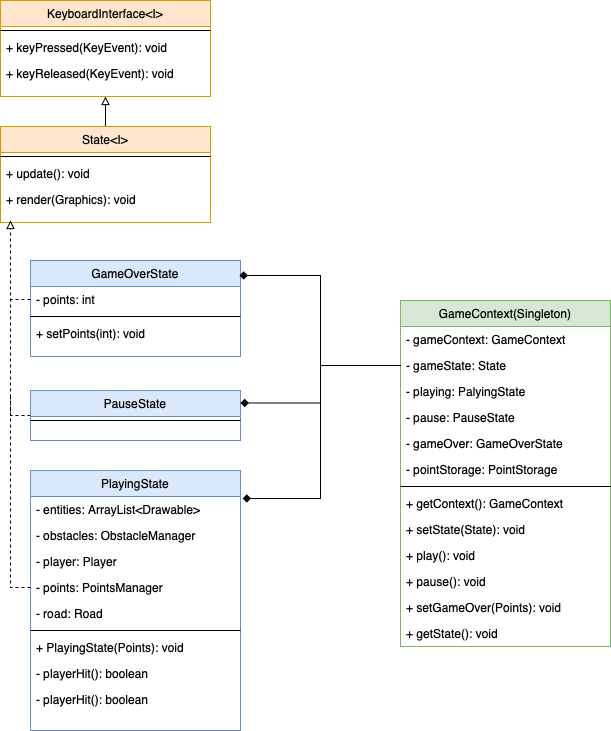 KeyboardInterface<I>
+ keyPressed(KeyEvent): void
+ keyReleased(KeyEvent): void
State<I>
+ update(): void
+ render(Graphics): void
GameOverState
- points: int
+ setPoints(int): void
PauseState
PlayingState
- entities: ArrayList<Drawable>
- obstacles: ObstacleManager
- player: Player
- points: PointsManager
- road: Road
+ PlayingState(Points): void
- playerHit(): boolean
- playerHit(): boolean
GameContext(Singleton)
- gameContext: GameContext
- gameState: State
- playing: PalyingState
- pause: PauseState
- gameOver: GameOverState
- pointStorage: PointStorage
+ getContext(): GameContext
+ setState(State): void
+ play(): void
+ pause(): void
+ setGameOver(Points): void
+ getState(): void